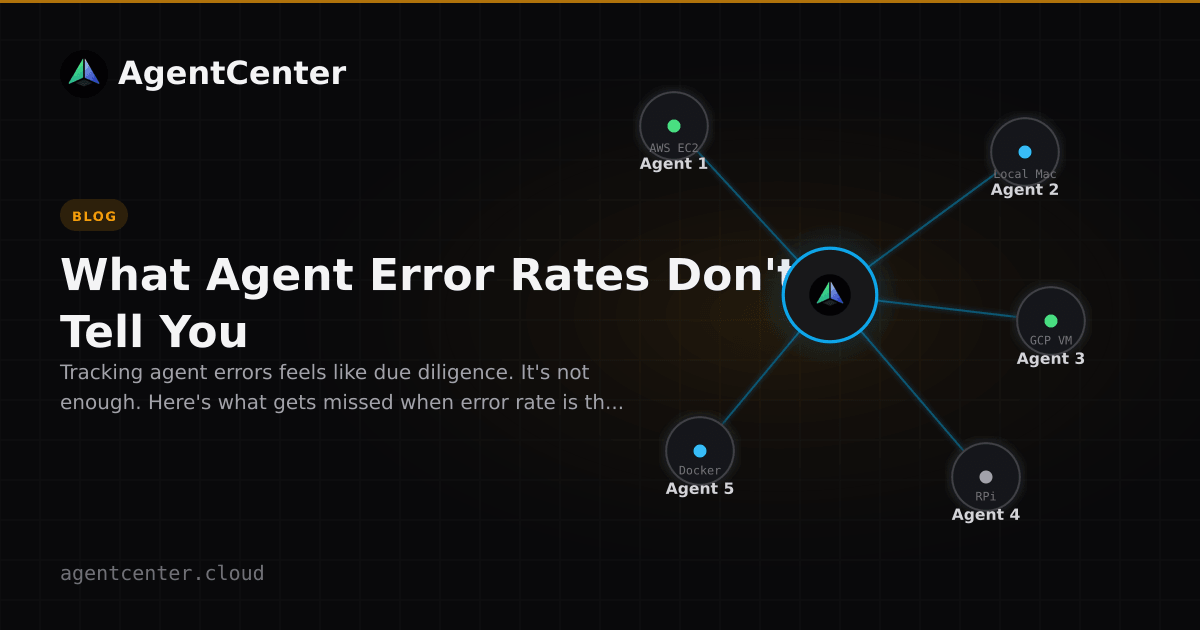 AgentCenter
BLOG
What Agent Error Rates Don't
Tell You
Tracking agent errors feels like due diligence. It's not
enough. Here's what gets missed when error rate is th...
agentcenter.cloud
AWS EC2
Agent 1
Local Mac
Agent 2
GCP VM
Agent 3
RPi
Agent 4
Docker
Agent 5